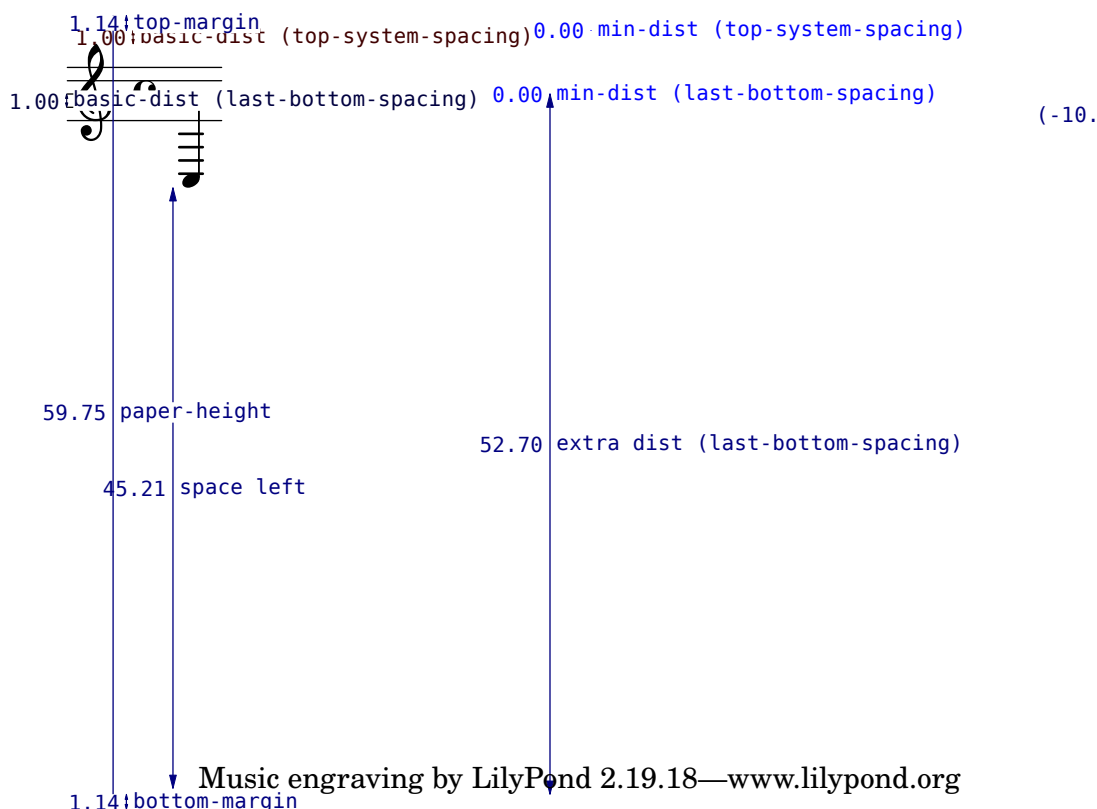 1.14 top-margin
1.00 basic-dist (top-system-spacing) 0.00 min-dist (top-system-spacing)
1.00 basic-dist (last-bottom-spacing) 0.00 min-dist (last-bottom-spacing)
(-10.
59.75 paper-height
52.70 extra dist (last-bottom-spacing)
45.21 space left
Music engraving by LilyPond 2.19.18—www.lilypond.org
1.14 bottom-margin